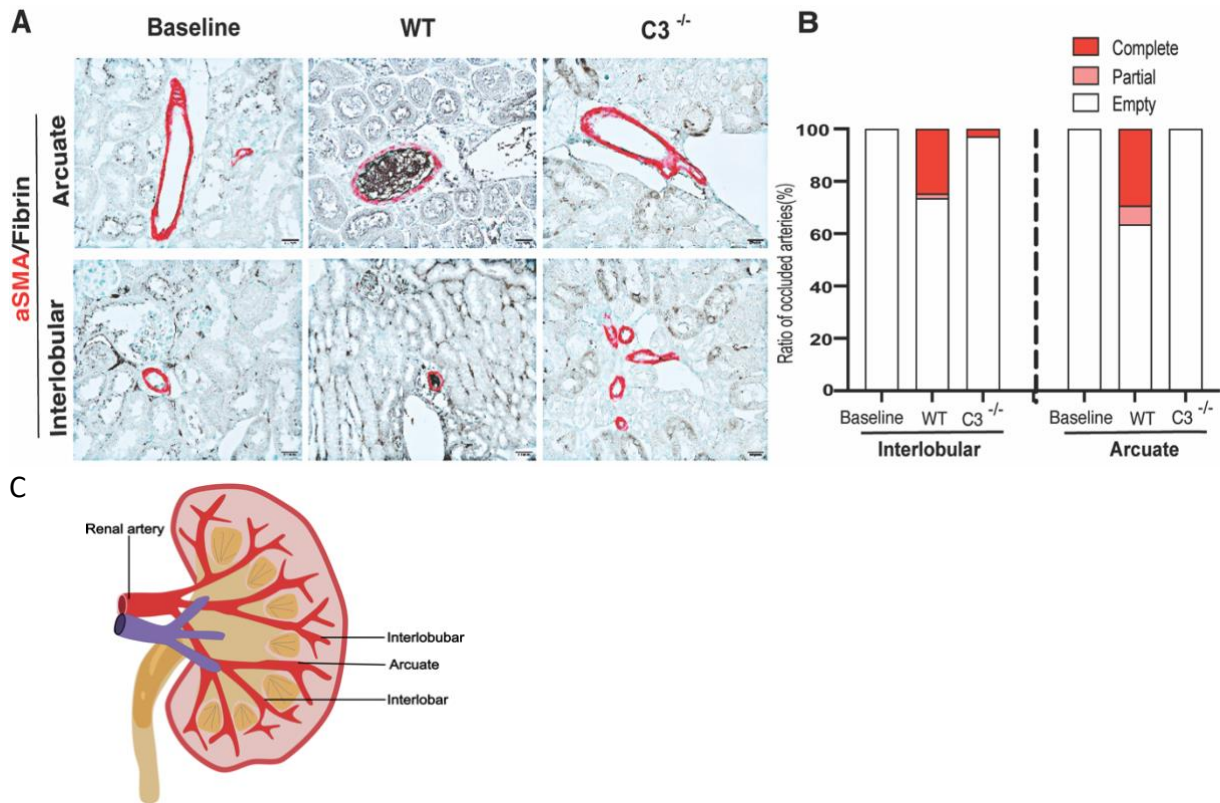 A
Baseline
WT
C3 -/-
aSMA/Fibrin
Arcuate
Interlobular
B
Complete
Partial
Empty
Ratio of occluded arteries(%)
100
80
60
40
20
0
Baseline WT C3 -/-
Interlobular
Baseline WT C3 -/-
Arcuate
C
Renal artery
Interlobubar
Arcuate
Interlobar